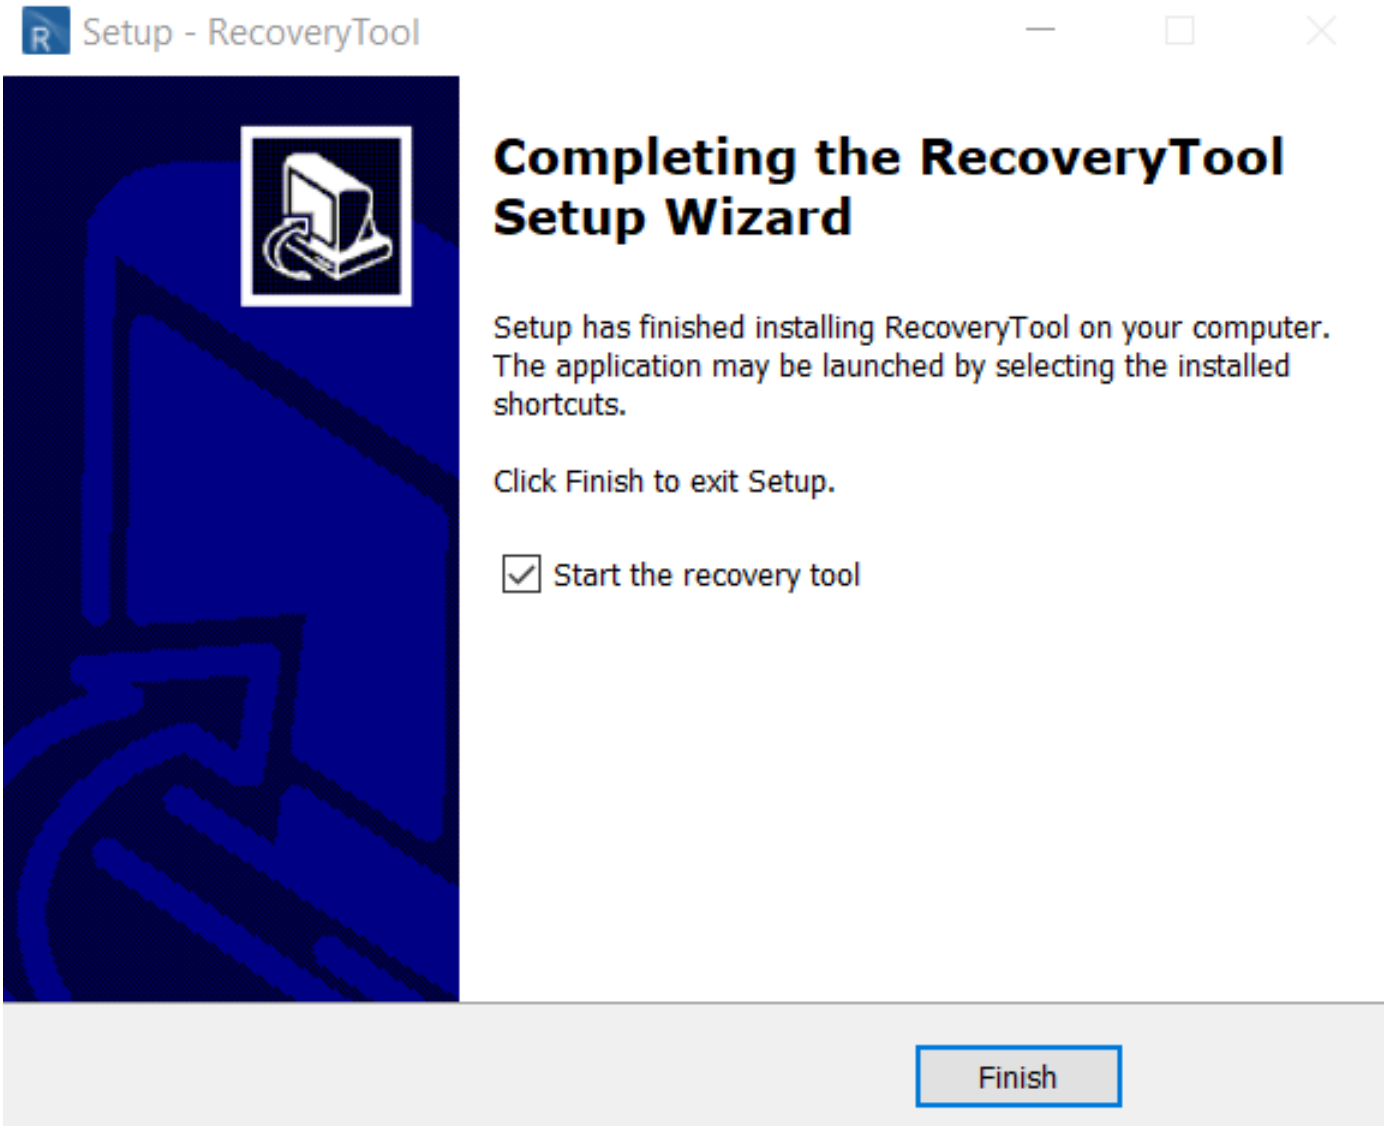 R Setup - RecoveryTool
Completing the RecoveryTool
Setup Wizard
Setup has finished installing RecoveryTool on your computer.
The application may be launched by selecting the installed
shortcuts.
Click Finish to exit Setup.
Start the recovery tool
Finish